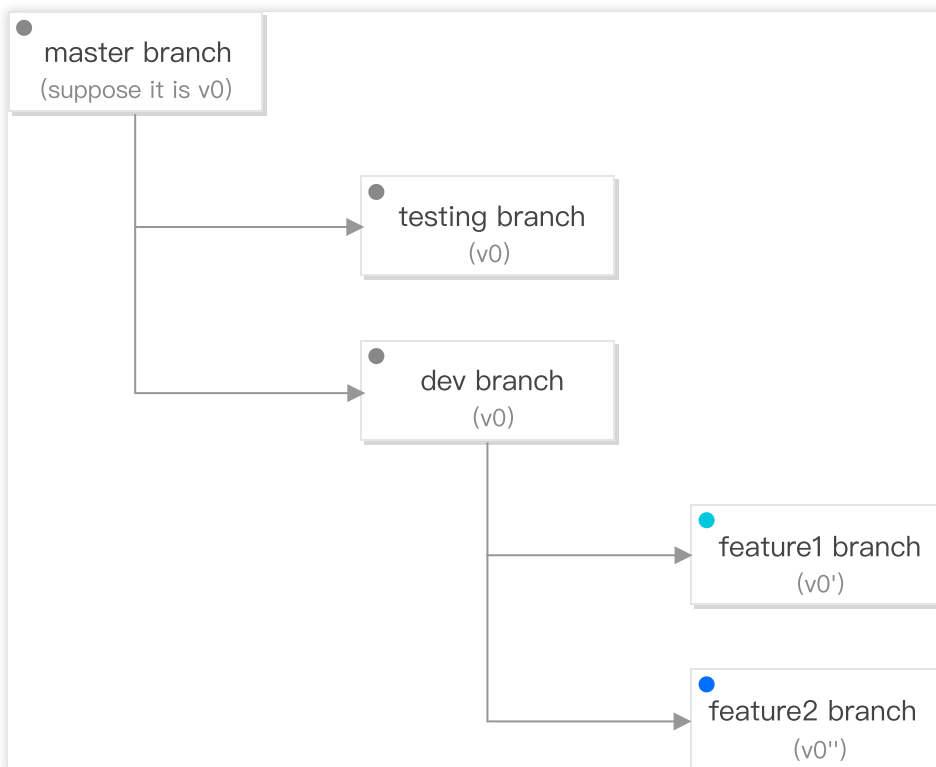 master branch
(suppose it is v0)
testing branch
(v0)
dev branch
(v0)
feature1 branch
(v0')
feature2 branch
(v0'')